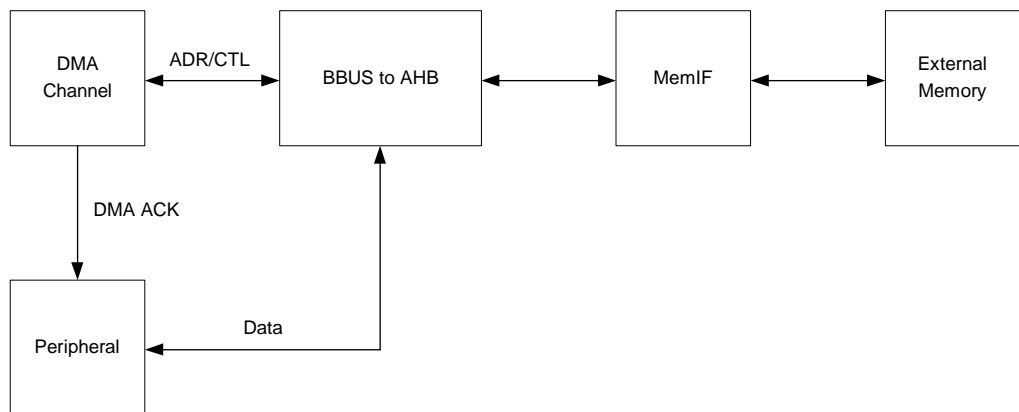 DMA
Channel
ADR/CTL
BBUS to AHB
MemIF
External
Memory
DMA ACK
Peripheral
Data